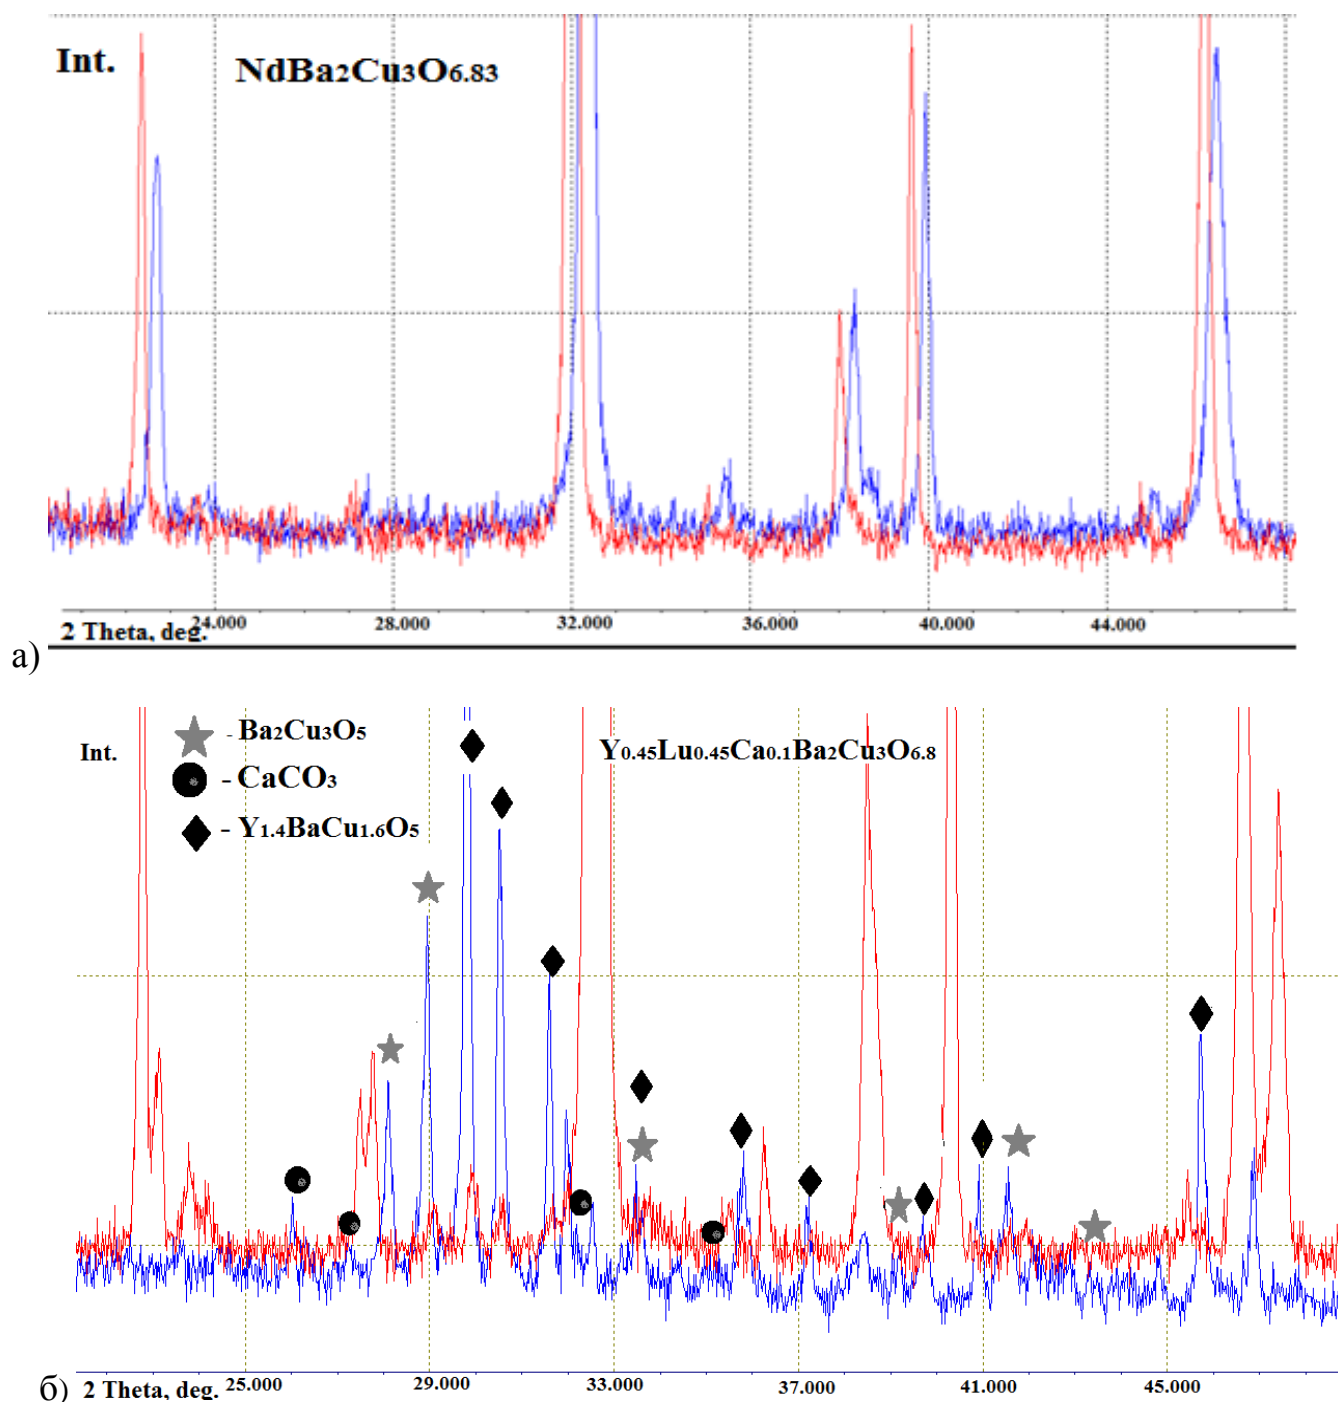 Int.
NdBa₂Cu₃O₆.₈₃
24.000 28.000 32.000 36.000 40.000 44.000
2 Theta, deg.
а)
- Ba₂Cu₃O₅
Int.
Y₀.₄₅Lu₀.₄₅Ca₀.₁Ba₂Cu₃O₆.₈
- CaCO₃
- Y₁.₄BaCu₁.₆O₅
25.000 29.000 33.000 37.000 41.000 45.000
б) 2 Theta, deg.